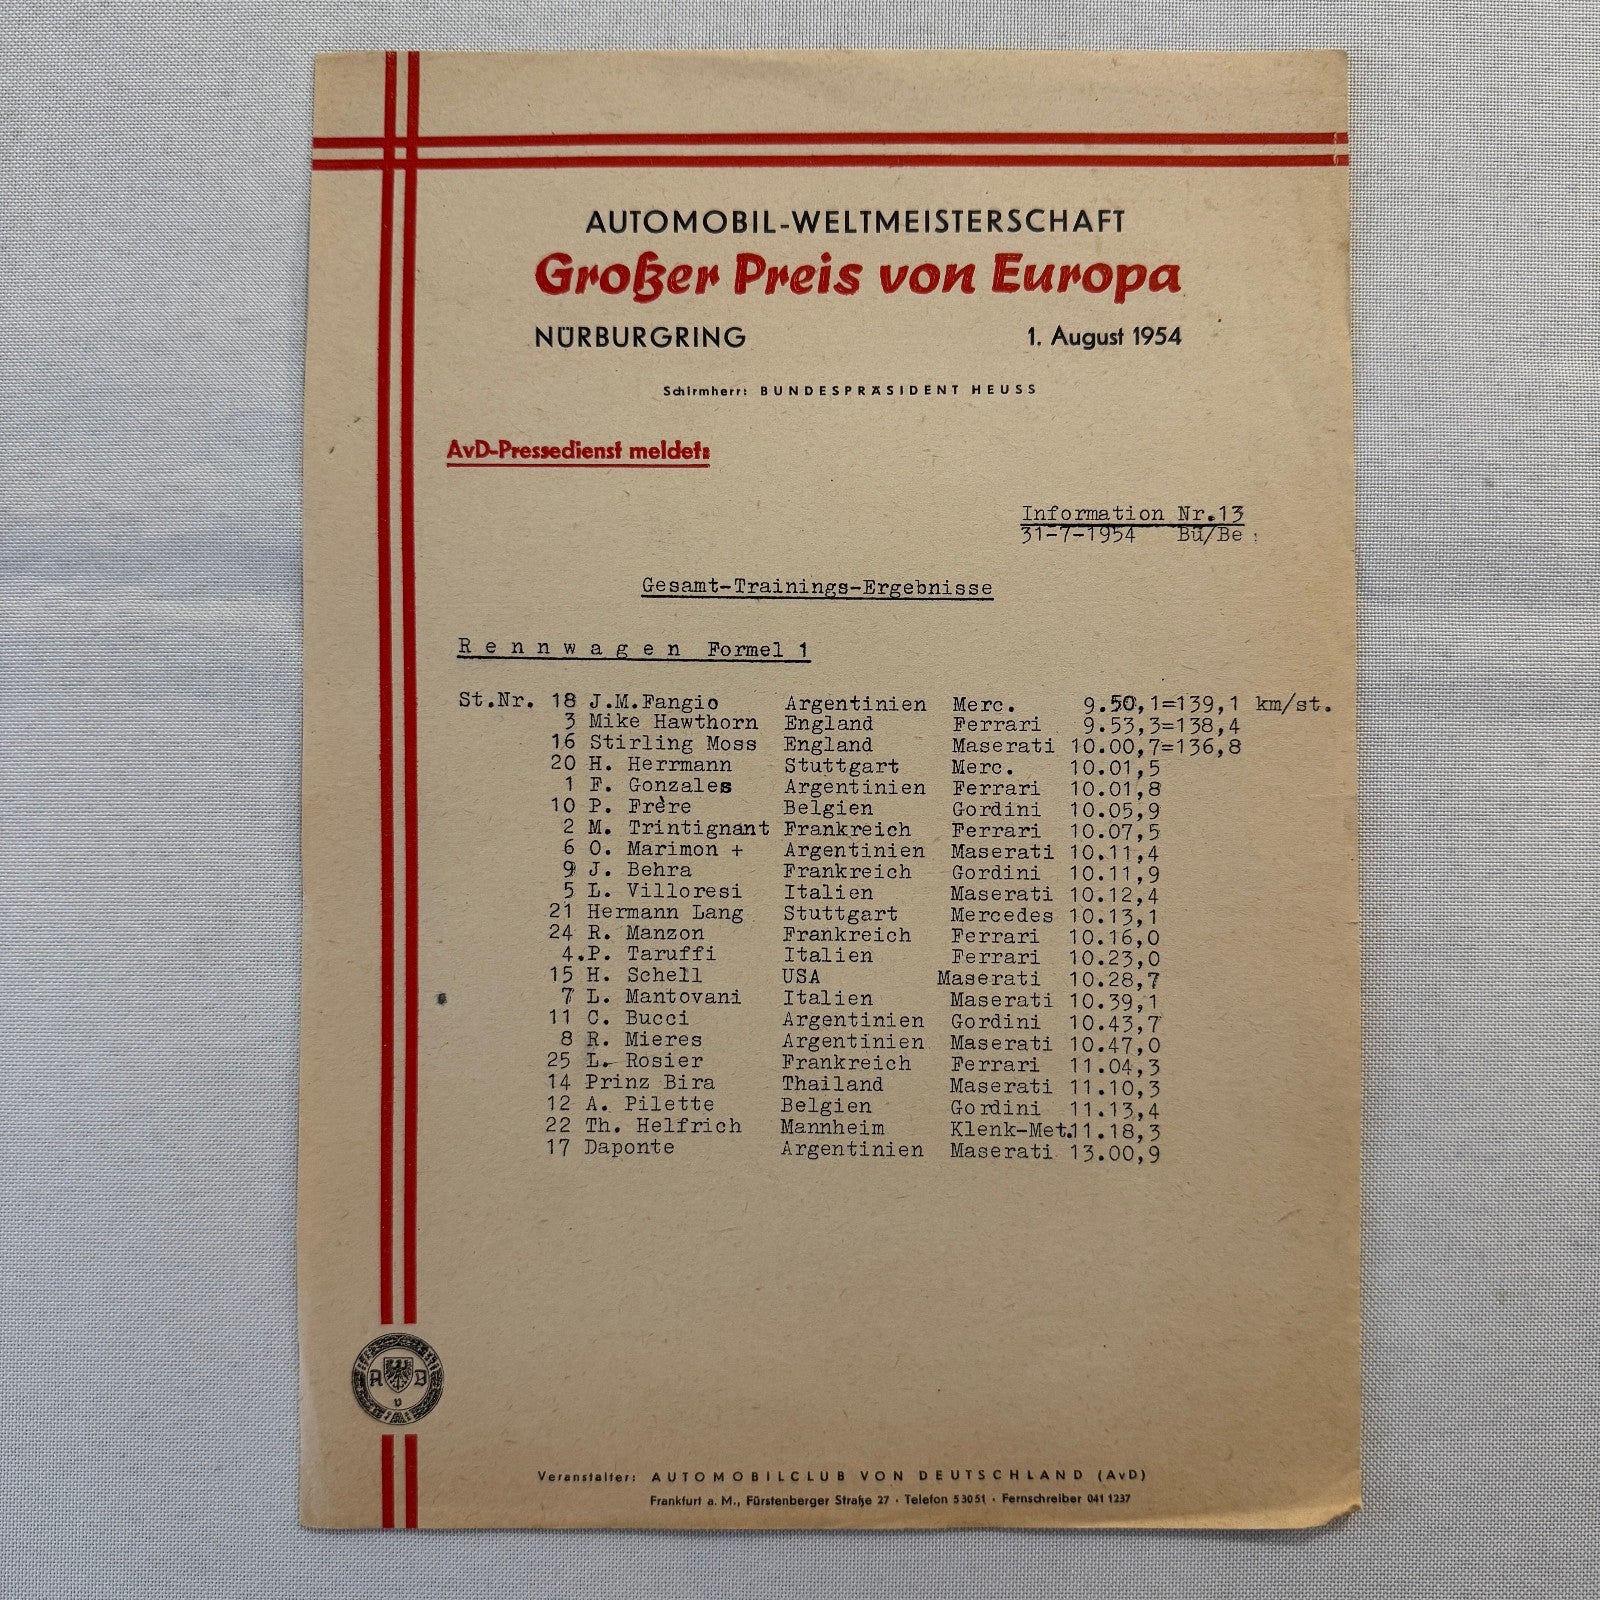 AUTOMOBIL-WELTMEISTERSCHAFT
Großer Preis von Europa
NÜRBURGRING 1. August 1954
Schirmherr: BUNDESPRÄSIDENT HEUSS
AvD-Pressedienst meldet:
Information Nr.13
31-7-1954 Bü/Be
Gesamt-Trainings-Ergebnisse
R e n n w a g e n Formel 1
St.Nr. 18 J.M.Fangio Argentinien Merc. 9.50,1=139,1 km/st.
3 Mike Hawthorn England Ferrari 9.53,3=138,4
16 Stirling Moss England Maserati 10.00,7=136,8
20 H. Herrmann Stuttgart Merc. 10.01,5
1 F. Gonzales Argentinien Ferrari 10.01,8
10 P. Frère Belgien Gordini 10.05,9
2 M. Trintignant Frankreich Ferrari 10.07,5
6 O. Marimon + Argentinien Maserati 10.11,4
9 J. Behra Frankreich Gordini 10.11,9
5 L. Villoresi Italien Maserati 10.12,4
21 Hermann Lang Stuttgart Mercedes 10.13,1
24 R. Manzon Frankreich Ferrari 10.16,0
4.P. Taruffi Italien Ferrari 10.23,0
15 H. Schell USA Maserati 10.28,7
7 L. Mantovani Italien Maserati 10.39,1
11 C. Bucci Argentinien Gordini 10.43,7
8 R. Mieres Argentinien Maserati 10.47,0
25 L. Rosier Frankreich Ferrari 11.04,3
14 Prinz Bira Thailand Maserati 11.10,3
12 A. Pilette Belgien Gordini 11.13,4
22 Th. Helfrich Mannheim Klenk-Met.11.18,3
17 Daponte Argentinien Maserati 13.00,9
A D
v
Veranstalter: AUTOMOBILCLUB VON DEUTSCHLAND (AvD)
Frankfurt a. M., Fürstenberger Straße 27 · Telefon 53051 · Fernschreiber 041 1237